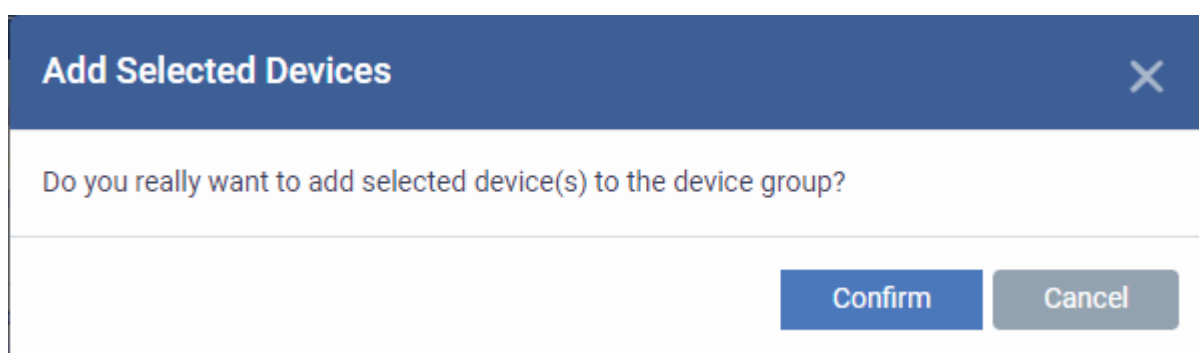 Add Selected Devices
Do you really want to add selected device(s) to the device group?
Confirm Cancel